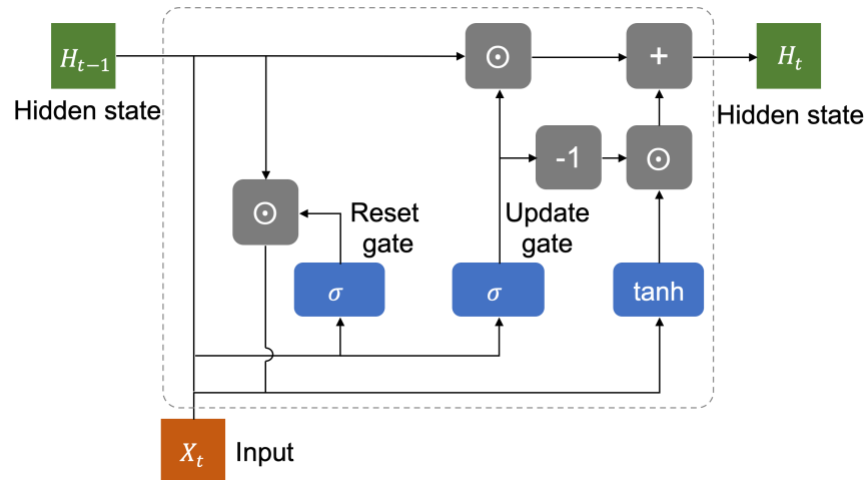 H_{t-1}
⊙
+
H_t
Hidden state
Hidden state
-1
⊙
⊙
Reset
gate
Update
gate
σ
σ
tanh
X_t
Input